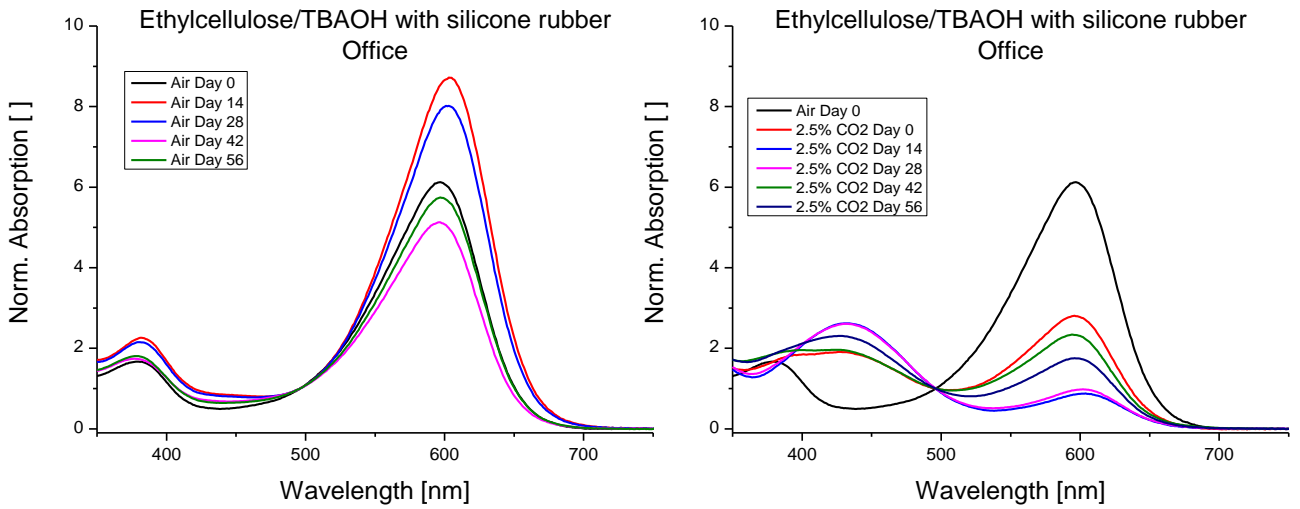 Ethylcellulose/TBAOH with silicone rubber
Office
10
8
6
4
2
0
Norm. Absorption [ ]
Air Day 0
Air Day 14
Air Day 28
Air Day 42
Air Day 56
400
500
600
700
Wavelength [nm]
Ethylcellulose/TBAOH with silicone rubber
Office
10
8
6
4
2
0
Norm. Absorption [ ]
Air Day 0
2.5% CO2 Day 0
2.5% CO2 Day 14
2.5% CO2 Day 28
2.5% CO2 Day 42
2.5% CO2 Day 56
400
500
600
700
Wavelength [nm]